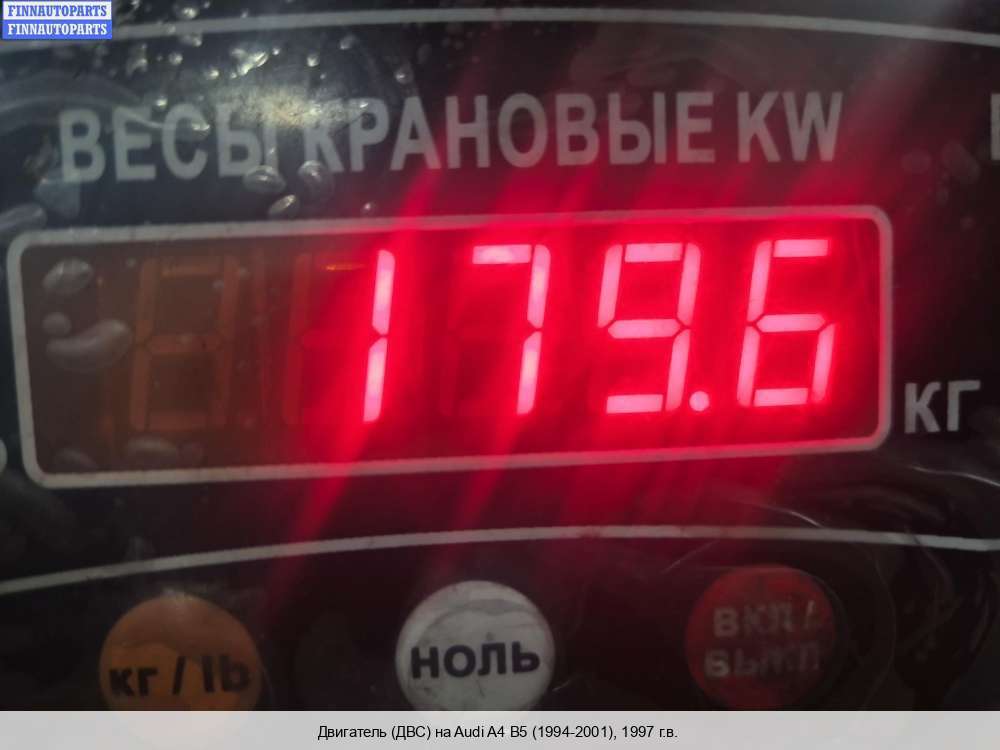 FINNAUTOPARTS
FINNAUTOPARTS
ВЕСЫ КРАНОВЫЕ KW
179.6
КГ
кг / lb
НОЛЬ
ВКЛ /
ВЫКЛ
Двигатель (ДВС) на Audi A4 B5 (1994-2001), 1997 г.в.